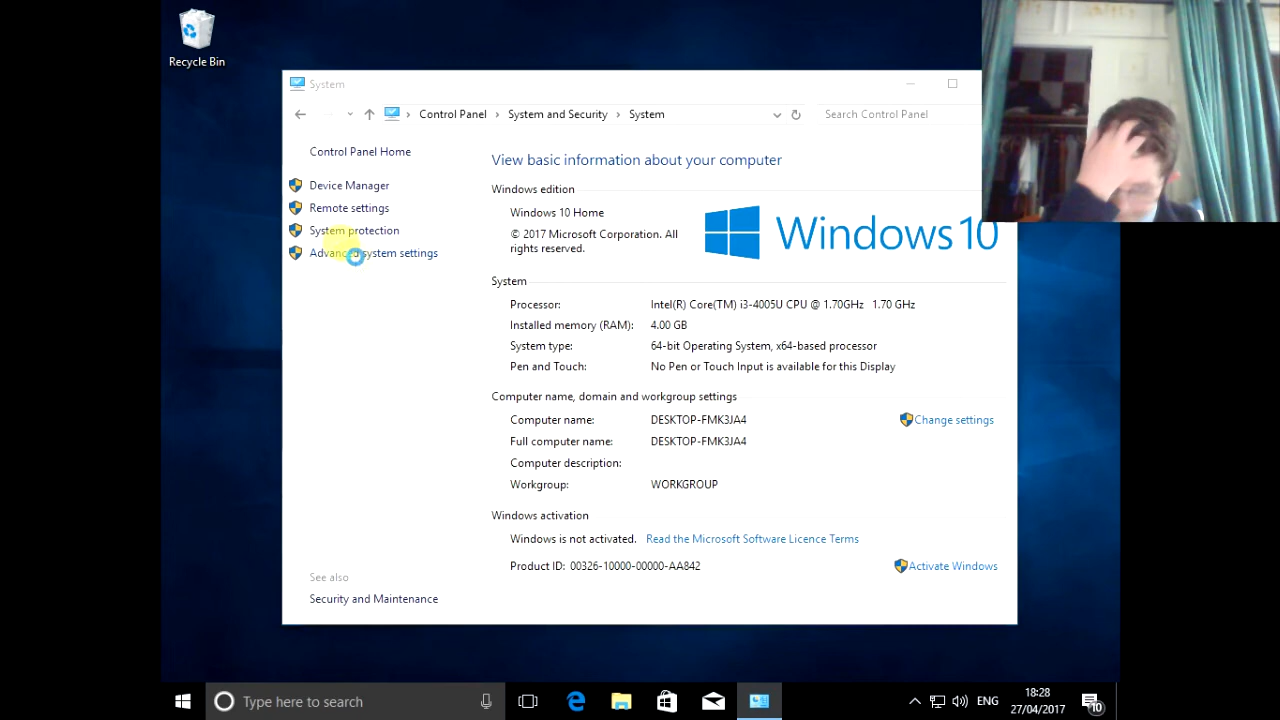 Recycle Bin
System
Control Panel > System and Security > System
Search Control Panel
Control Panel Home
Device Manager
Remote settings
System protection
Advanced system settings
See also
Security and Maintenance
View basic information about your computer
Windows edition
Windows 10 Home
© 2017 Microsoft Corporation. All
rights reserved.
Windows 10
System
Processor: Intel(R) Core(TM) i3-4005U CPU @ 1.70GHz 1.70 GHz
Installed memory (RAM): 4.00 GB
System type: 64-bit Operating System, x64-based processor
Pen and Touch: No Pen or Touch Input is available for this Display
Computer name, domain and workgroup settings
Computer name: DESKTOP-FMK3JA4
Change settings
Full computer name: DESKTOP-FMK3JA4
Computer description:
Workgroup: WORKGROUP
Windows activation
Windows is not activated. Read the Microsoft Software Licence Terms
Product ID: 00326-10000-00000-AA842
Activate Windows
Type here to search
ENG
18:28
27/04/2017
10